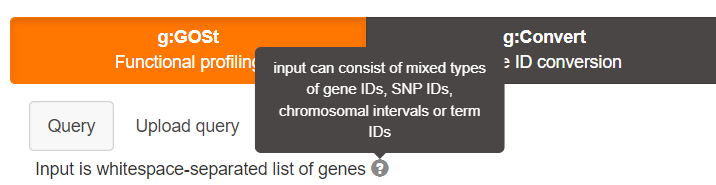 g:GOSt
Functional profiling
g:Convert
ID conversion
input can consist of mixed types
of gene IDs, SNP IDs,
chromosomal intervals or term
IDs
Query
Upload query
Input is whitespace-separated list of genes ?